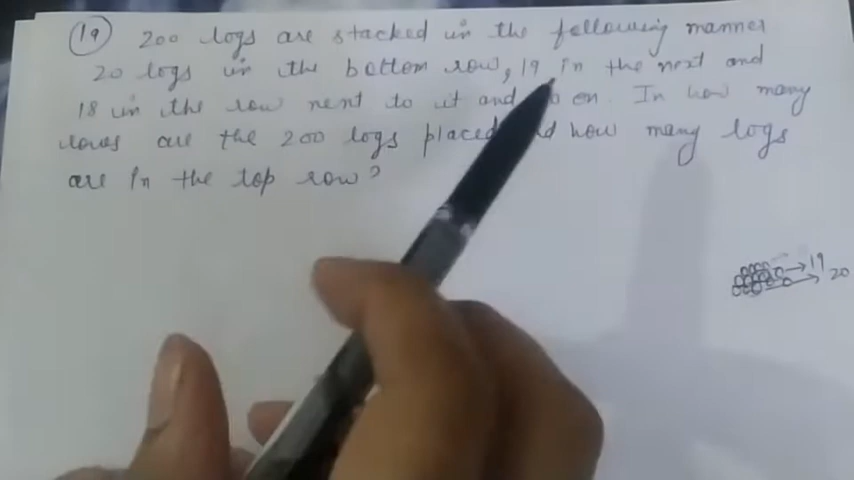 19 200 logs are stacked in the following manner
20 logs in the bottom row, 19 in the next and
18 in the row next to it and on. In how many
rows are the 200 logs placed how many logs
are in the top row?
19
20